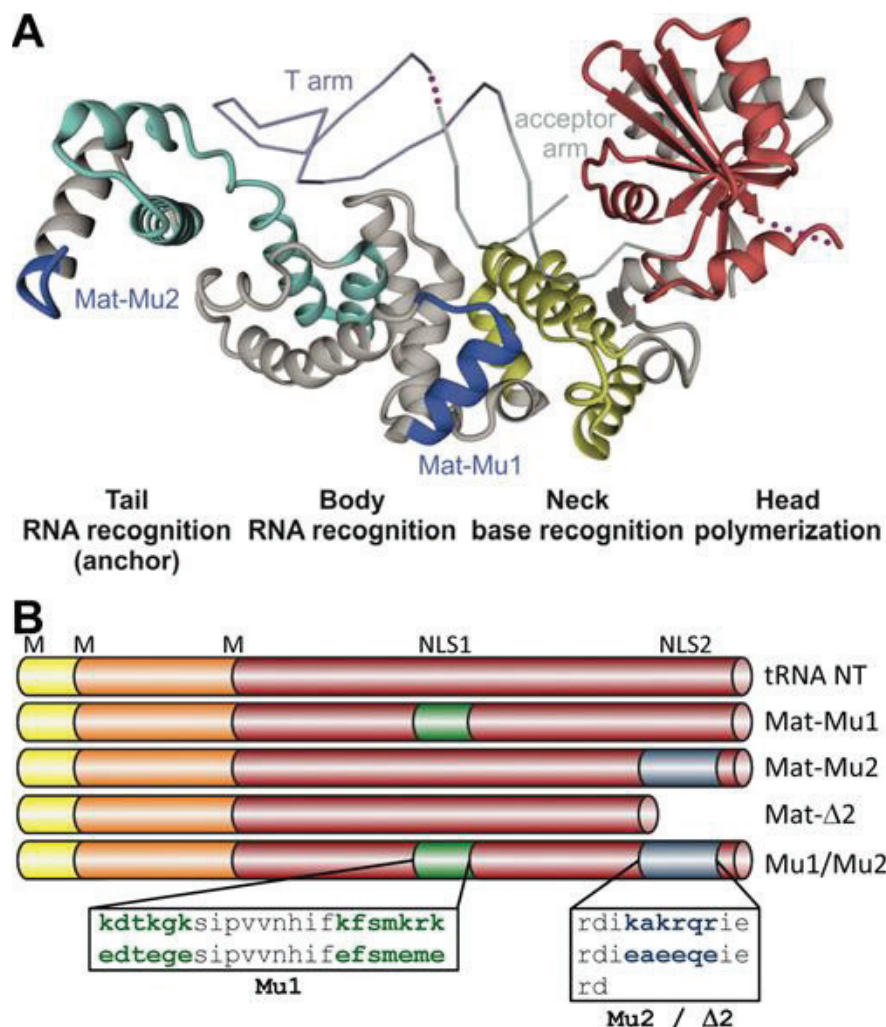 A
T arm
acceptor
arm
Mat-Mu2
Mat-Mu1
Tail Body Neck Head
RNA recognition RNA recognition base recognition polymerization
(anchor)
B
M M M NLS1 NLS2
tRNA NT
Mat-Mu1
Mat-Mu2
Mat-Δ2
Mu1/Mu2
kdtkgksipvvnhifkfsmkrk rdikakrqrie
edtegesipvvnhifefsmeme rdieaeeqeie
rd
Mu1
Mu2 / Δ2